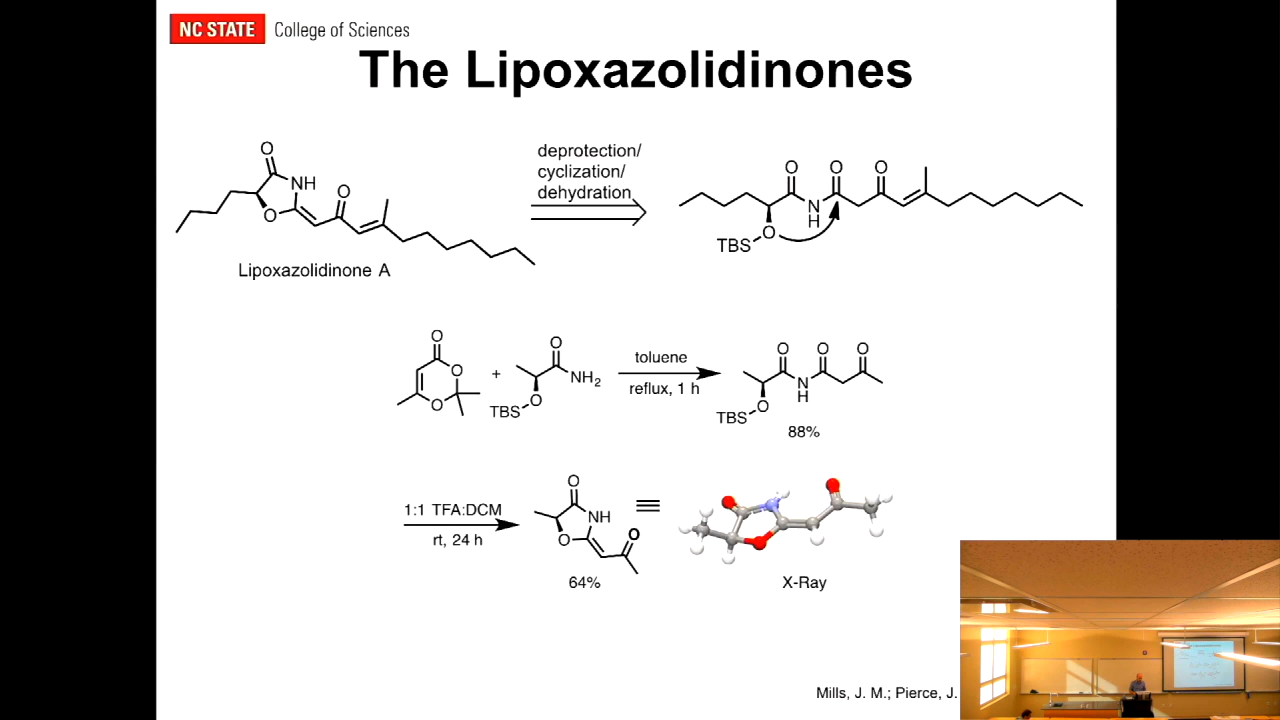 NC STATE College of Sciences
The Lipoxazolidinones
deprotection/
cyclization/
dehydration
O
NH
O
O
Lipoxazolidinone A
O
O
O
N
H
O
TBS
O
O
O
+
O
NH2
O
TBS
toluene
reflux, 1 h
O
O
O
N
H
O
TBS
88%
1:1 TFA:DCM
rt, 24 h
O
NH
O
O
64%
X-Ray
Mills, J. M.; Pierce, J.